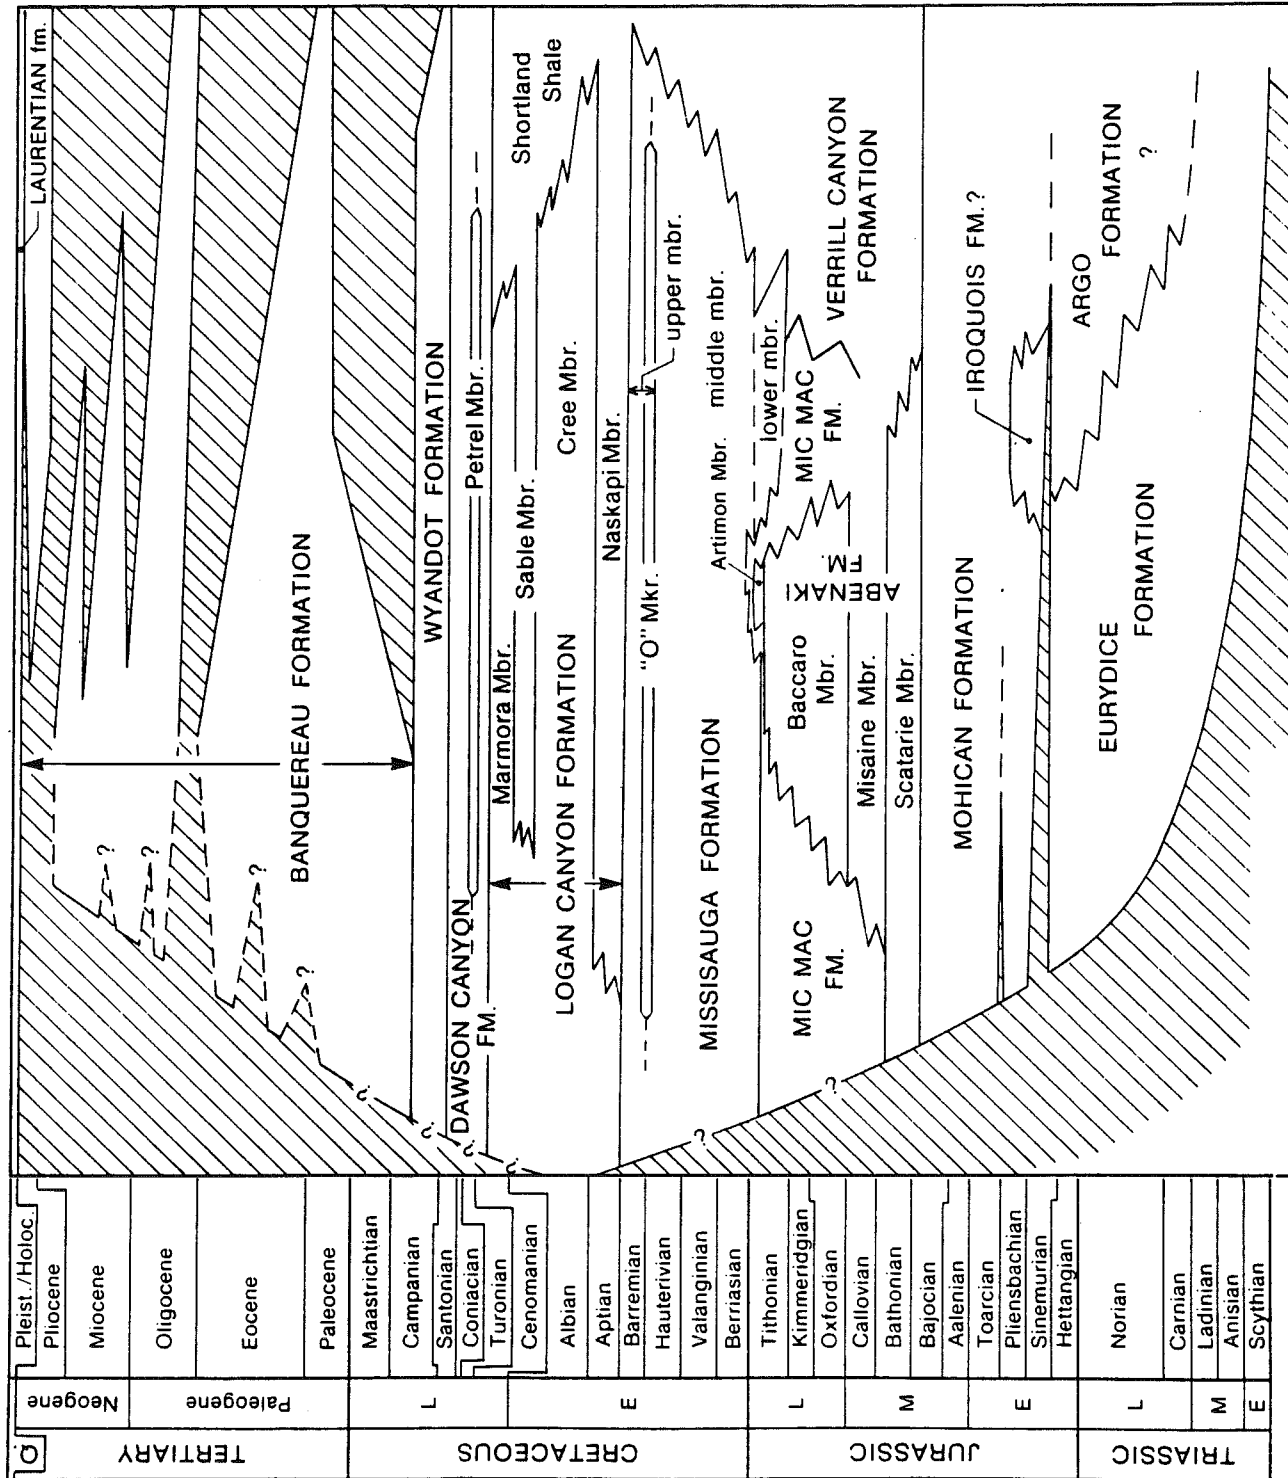 LAURENTIAN fm.
BANQUEREAU FORMATION
?
?
?
?
WYANDOT FORMATION
?
?
DAWSON CANYON
FM.
?
?
Petrel Mbr.
Marmora Mbr.
Sable Mbr.
Shortland
Shale
LOGAN CANYON FORMATION
Cree Mbr.
Naskapi Mbr.
"O" Mkr.
upper mbr.
MISSISSAUGA FORMATION
middle mbr.
?
Artimon Mbr.
lower mbr.
MIC MAC
FM.
MIC MAC
FM.
?
Baccaro
Mbr.
ABENAKI
FM.
Misaine Mbr.
Scatarie Mbr.
VERRILL CANYON
FORMATION
MOHICAN FORMATION
IROQUOIS FM.?
ARGO
FORMATION
?
EURYDICE
FORMATION
Pleist./Holoc.
Pliocene
Miocene
Oligocene
Eocene
Paleocene
Maastrichtian
Campanian
Santonian
Coniacian
Turonian
Cenomanian
Albian
Aptian
Barremian
Hauterivian
Valanginian
Berriasian
Tithonian
Kimmeridgian
Oxfordian
Callovian
Bathonian
Bajocian
Aalenian
Toarcian
Pliensbachian
Sinemurian
Hettangian
Norian
Carnian
Ladinian
Anisian
Scythian
Neogene
Paleogene
L
E
L
M
E
L
M
E
Q.
TERTIARY
CRETACEOUS
JURASSIC
TRIASSIC